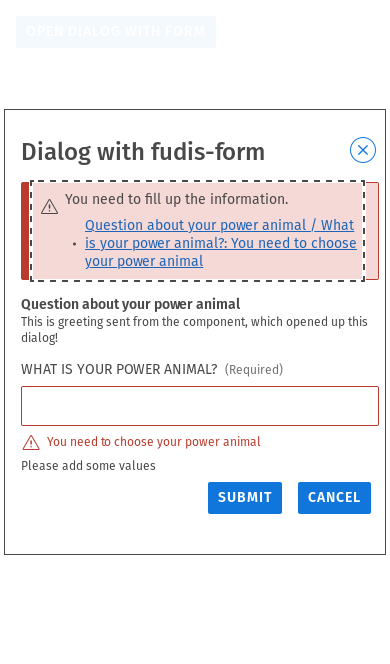 OPEN DIALOG WITH FORM
Dialog with fudis-form
You need to fill up the information.
Question about your power animal / What
is your power animal?: You need to choose
your power animal
Question about your power animal
This is greeting sent from the component, which opened up this
dialog!
WHAT IS YOUR POWER ANIMAL? (Required)
You need to choose your power animal
Please add some values
SUBMIT CANCEL